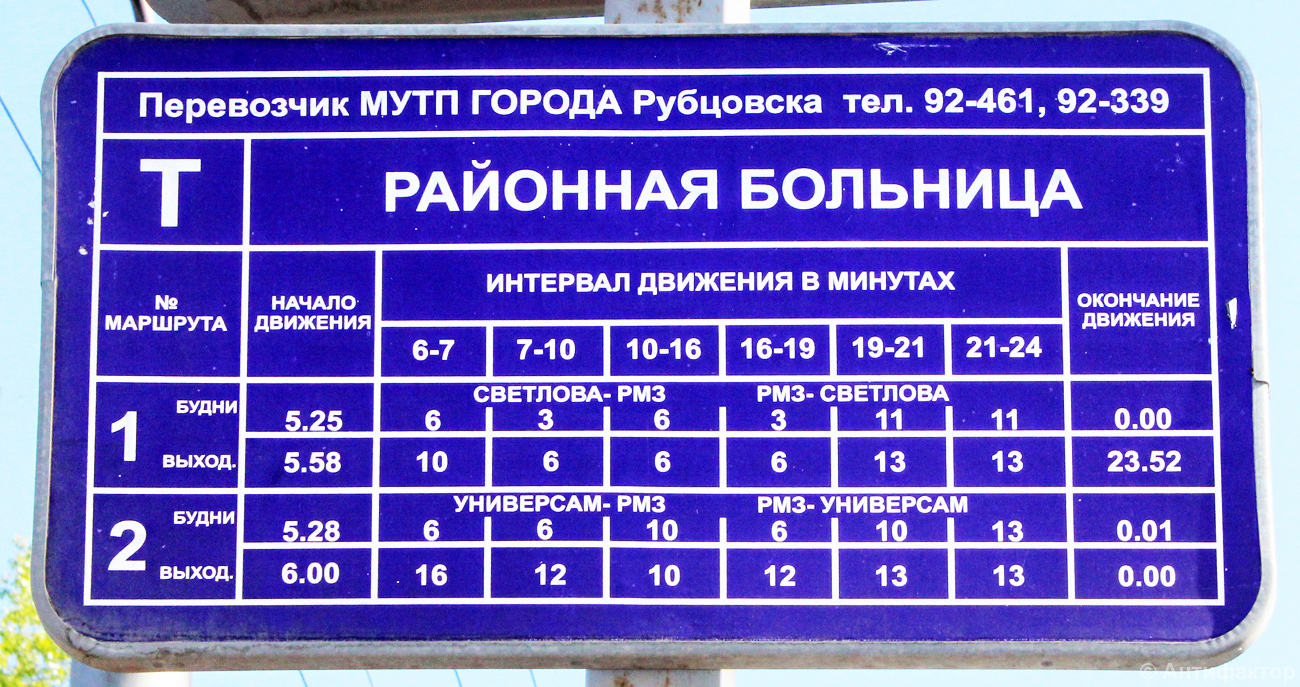 Перевозчик МУТП ГОРОДА Рубцовска тел. 92-461, 92-339
Т РАЙОННАЯ БОЛЬНИЦА
№ МАРШРУТА
НАЧАЛО ДВИЖЕНИЯ
ИНТЕРВАЛ ДВИЖЕНИЯ В МИНУТАХ
ОКОНЧАНИЕ ДВИЖЕНИЯ
6-7 7-10 10-16 16-19 19-21 21-24
СВЕТЛОВА- РМЗ РМЗ- СВЕТЛОВА
1 БУДНИ 5.25 6 3 6 3 11 11 0.00
ВЫХОД. 5.58 10 6 6 6 13 13 23.52
УНИВЕРСАМ- РМЗ РМЗ- УНИВЕРСАМ
2 БУДНИ 5.28 6 6 10 6 10 13 0.01
ВЫХОД. 6.00 16 12 10 12 13 13 0.00
© Антифактор